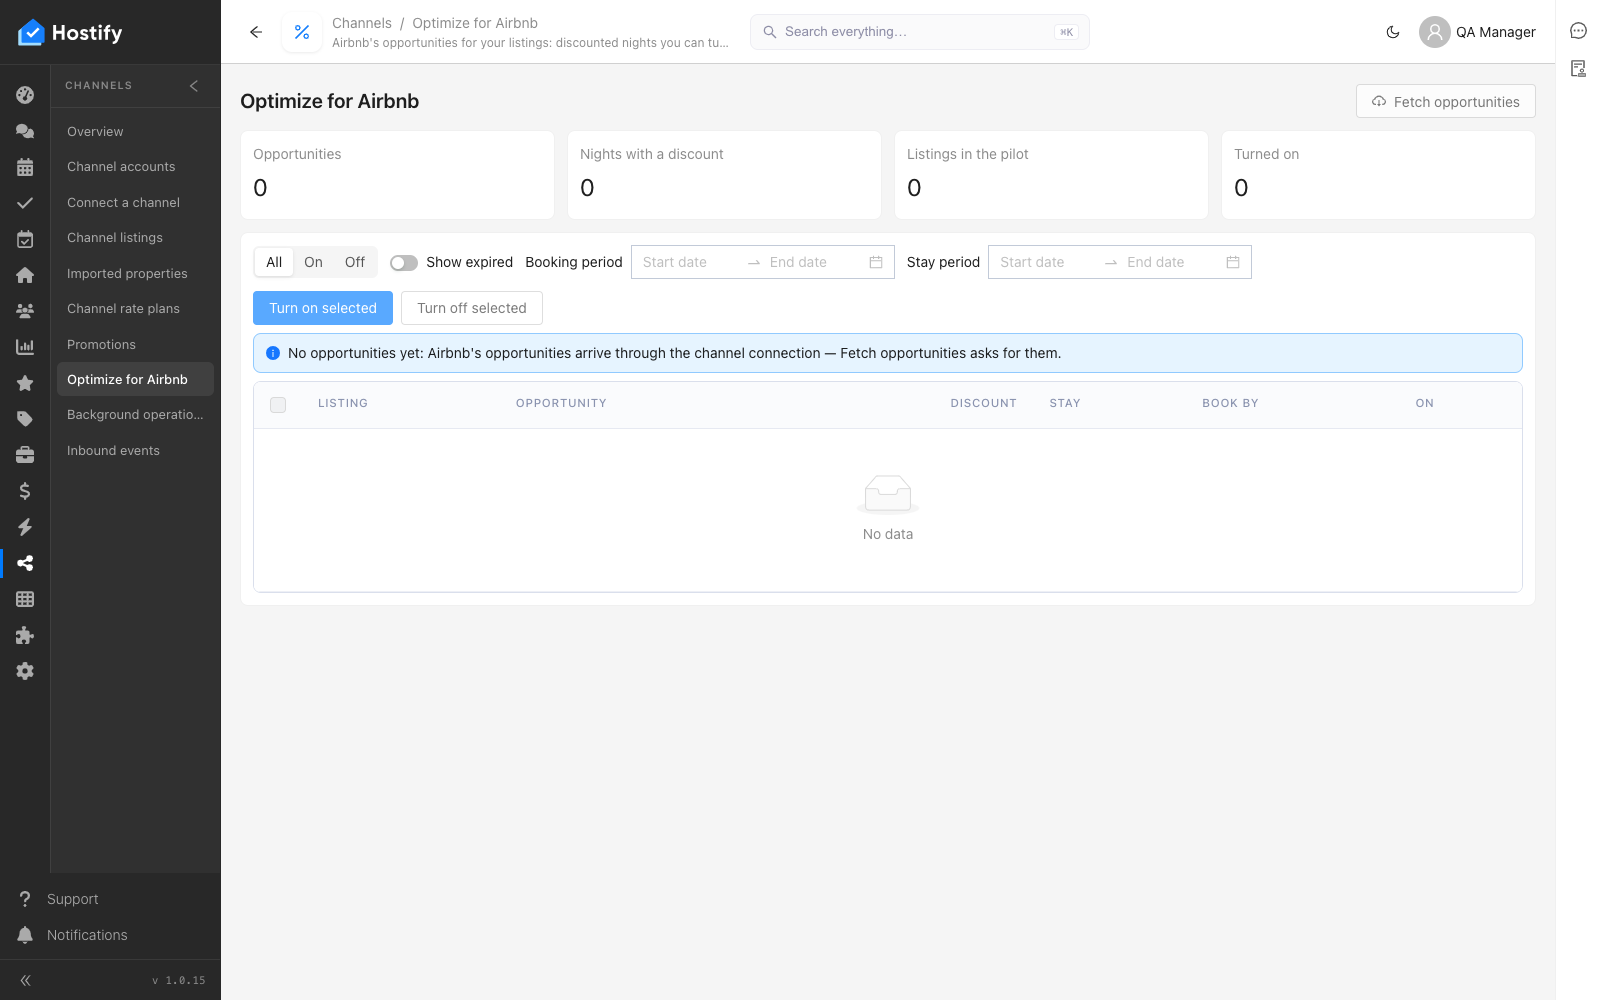 Hostify
CHANNELS
Overview
Channel accounts
Connect a channel
Channel listings
Imported properties
Channel rate plans
Promotions
Optimize for Airbnb
Background operatio...
Inbound events
Support
Notifications
v 1.0.15
Channels / Optimize for Airbnb
Airbnb's opportunities for your listings: discounted nights you can tu...
Search everything...
⌘K
QA Manager
Optimize for Airbnb
Fetch opportunities
Opportunities
0
Nights with a discount
0
Listings in the pilot
0
Turned on
0
All On Off Show expired Booking period Start date End date Stay period Start date End date
Turn on selected Turn off selected
No opportunities yet: Airbnb's opportunities arrive through the channel connection — Fetch opportunities asks for them.
LISTING OPPORTUNITY DISCOUNT STAY BOOK BY ON
No data